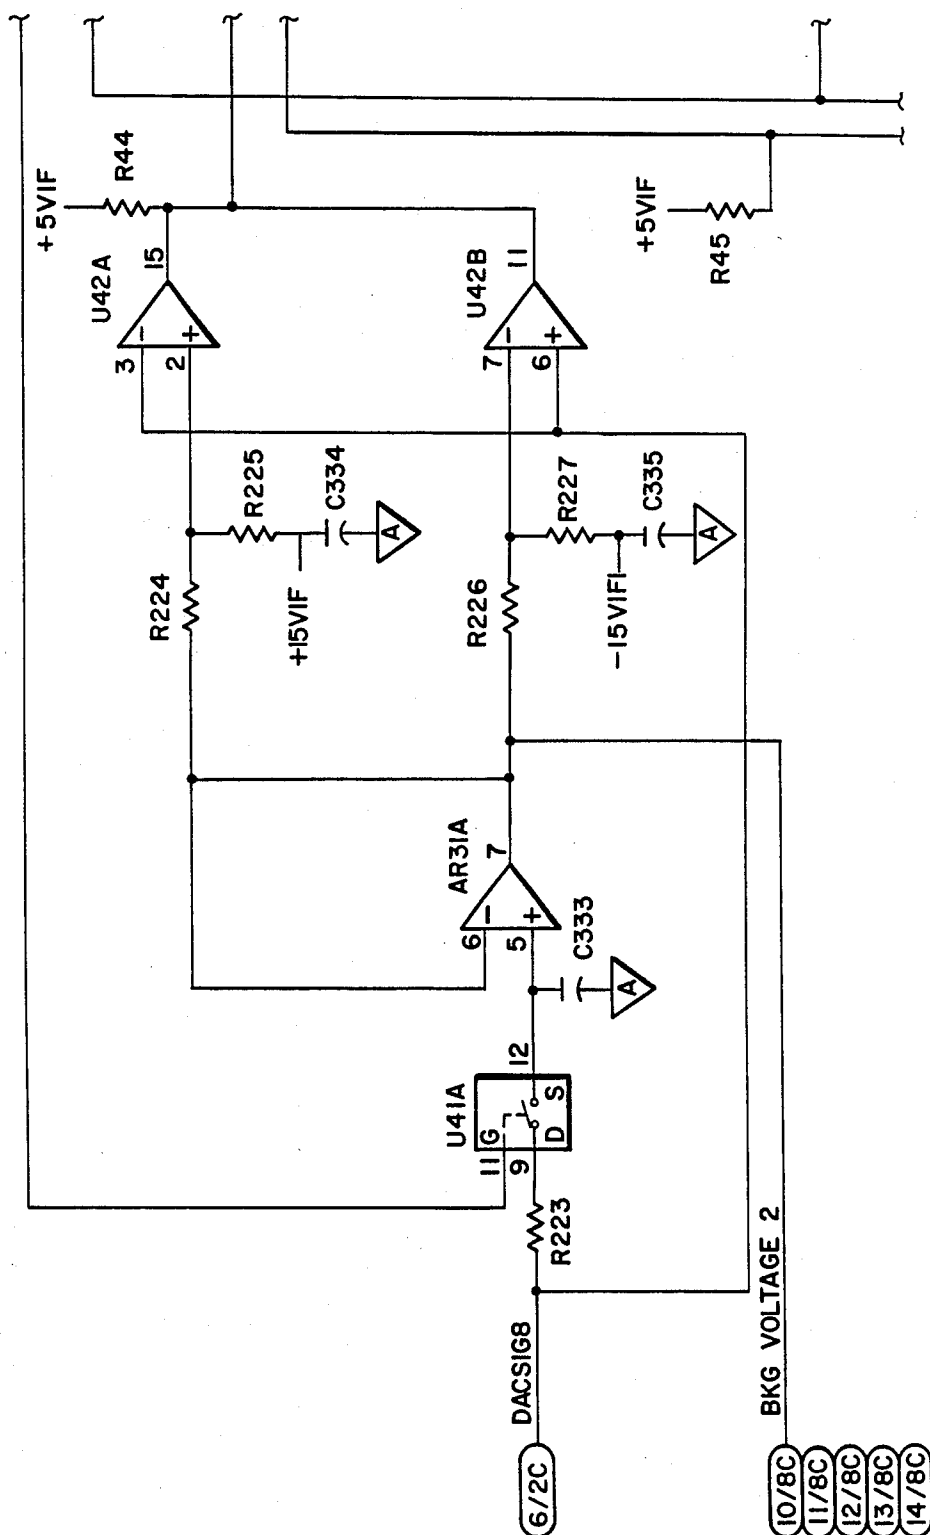 +5VIF
R44
U42A
15
-
+
3
2
U42B
11
-
+
7
6
+5VIF
R45
R225
C334
A
+15VIF
R224
R227
C335
A
-15VIFI
R226
AR31A
7
-
+
6
5
C333
A
12
U41A
G
S
D
11
9
R223
DACSIG8
6/2C
BKG VOLTAGE 2
10/8C
11/8C
12/8C
13/8C
14/8C